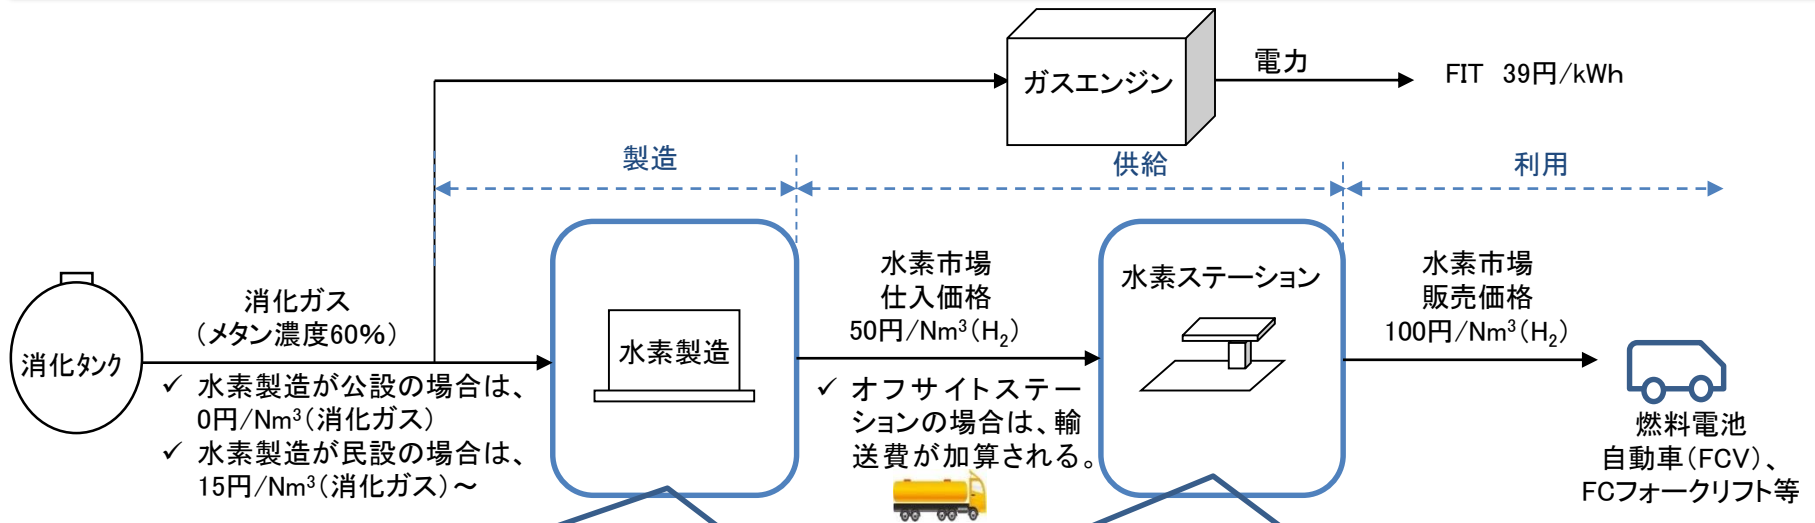 ガスエンジン
電力
FIT 39円/kWh
製造
供給
利用
消化タンク
消化ガス
(メタン濃度60%)
✓ 水素製造が公設の場合は、
0円/Nm³(消化ガス)
✓ 水素製造が民設の場合は、
15円/Nm³(消化ガス)～
水素製造
水素市場
仕入価格
50円/Nm³(H₂)
✓ オフサイトステー
ションの場合は、輸
送費が加算される。
水素ステーション
水素市場
販売価格
100円/Nm³(H₂)
燃料電池
自動車(FCV)、
FCフォークリフト等